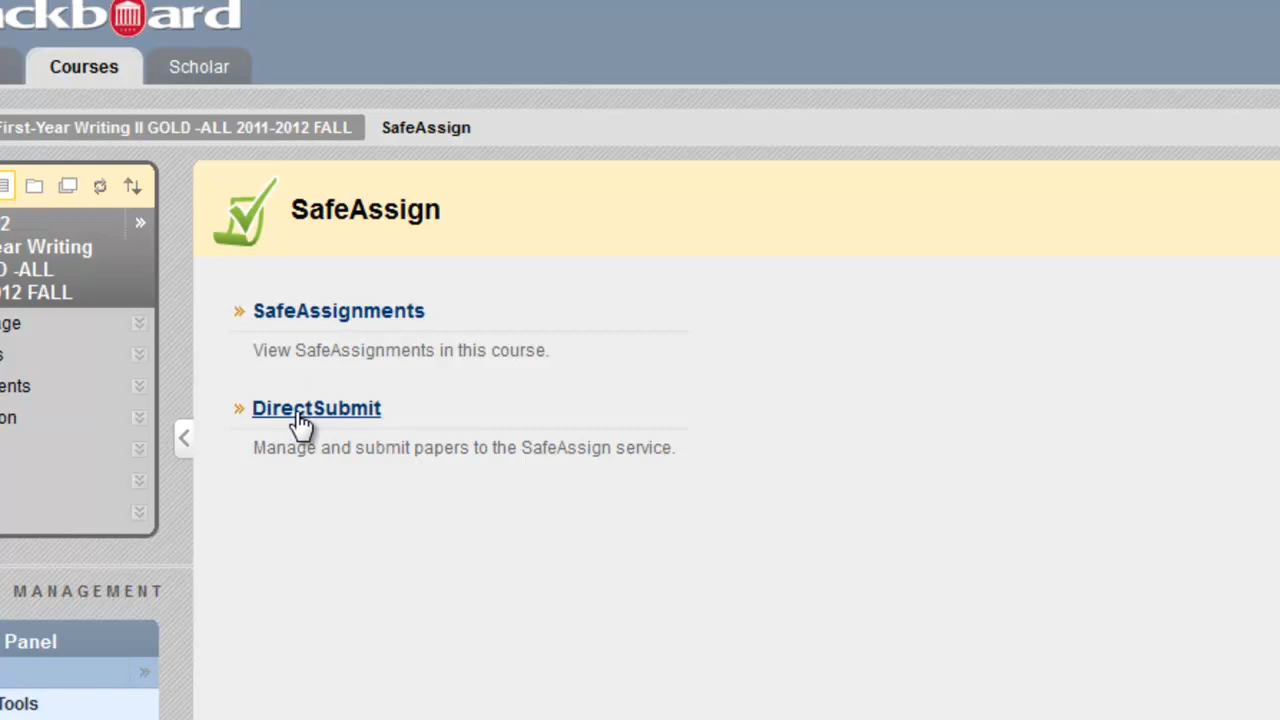 ckboard
Courses
Scholar
First-Year Writing II GOLD -ALL 2011-2012 FALL
SafeAssign
2
ar Writing
D -ALL
12 FALL
ge
s
ents
on
SafeAssign
SafeAssignments
View SafeAssignments in this course.
DirectSubmit
Manage and submit papers to the SafeAssign service.
MANAGEMENT
Panel
Tools